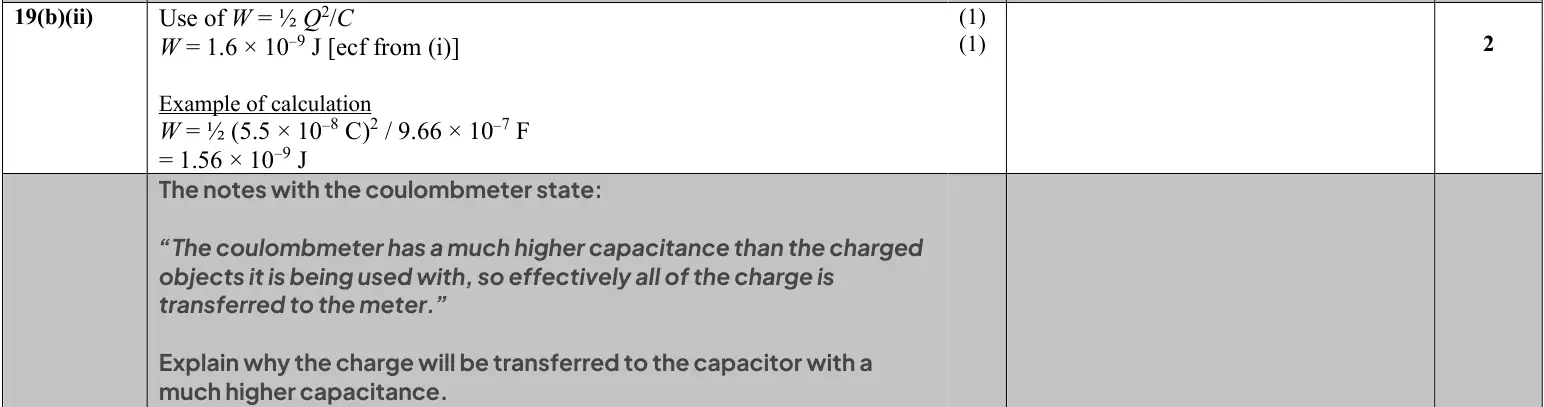 19(b)(ii) Use of W = ½ Q²/C (1)
W = 1.6 × 10⁻⁹ J [ecf from (i)] (1) 2
Example of calculation
W = ½ (5.5 × 10⁻⁸ C)² / 9.66 × 10⁻⁷ F
= 1.56 × 10⁻⁹ J
The notes with the coulombmeter state:
“The coulombmeter has a much higher capacitance than the charged
objects it is being used with, so effectively all of the charge is
transferred to the meter.”
Explain why the charge will be transferred to the capacitor with a
much higher capacitance.